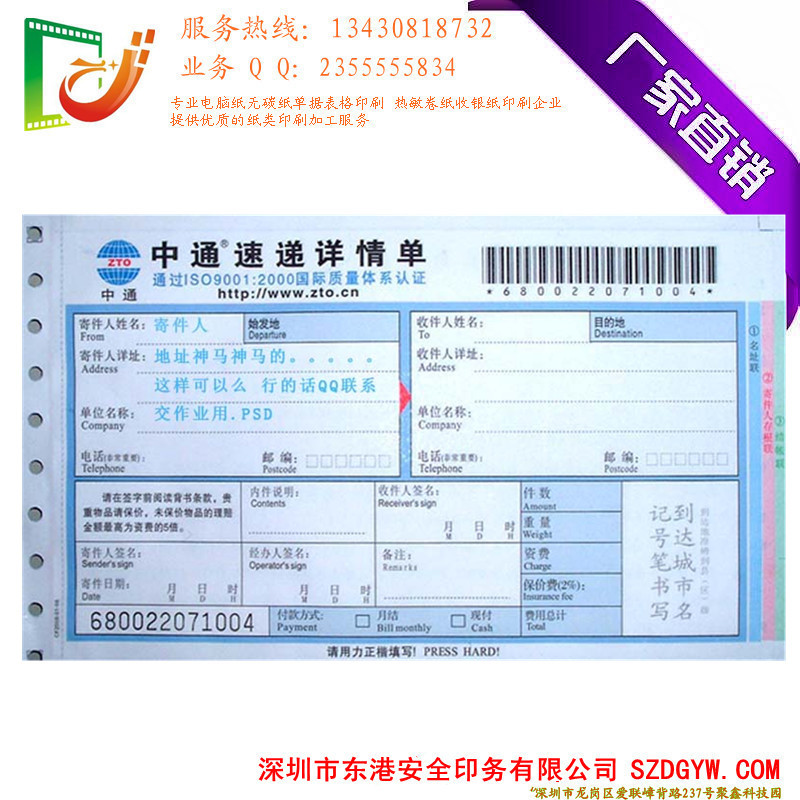 服务热线：13430818732
业务QQ：2355555834
专业电脑纸无碳纸单据表格印刷 热敏卷纸收银纸印刷企业
提供优质的纸类印刷加工服务
厂家直销
ZTO
中通
中通®速递详情单
通过ISO9001:2000国际质量体系认证
http://www.zto.cn
*680022071004*
寄件人姓名: 寄件人
From
始发地
Departure
收件人姓名:
To
目的地
Destination
寄件人详址: 地址神马神马的。。。。。
Address
这样可以么 行的话QQ联系
收件人详址:
Address
单位名称: 交作业用.PSD
Company
单位名称:
Company
电话(非常重要):
Telephone
邮 编:
Postcode
电话(非常重要):
Telephone
邮 编:
Postcode
①名址联
②寄件人存根联
③结帐联
请在签字前阅读背书条款，贵
重物品请保价，未保价物品的理赔
金额最高为资费的5倍。
内件说明:
Contents
收件人签名:
Receiver's sign
月 日 时
M D H
件 数
Amount
重 量
Weight
寄件人签名:
Sender's sign
经办人签名:
Operator's sign
备注:
Remarks
资费
Charge
寄件日期:
Date
月 日 时
M D H
月 日 时
M D H
保价费(2%):
Insurance fee
680022071004
付款方式:
Payment
月结
Bill monthly
现付
Cash
费用总计
Total
到达城市名
记号笔书写
请用力正楷填写! PRESS HARD!
深圳市东港安全印务有限公司 SZDGYW.COM
“深圳市龙岗区爱联嶂背路237号聚鑫科技园